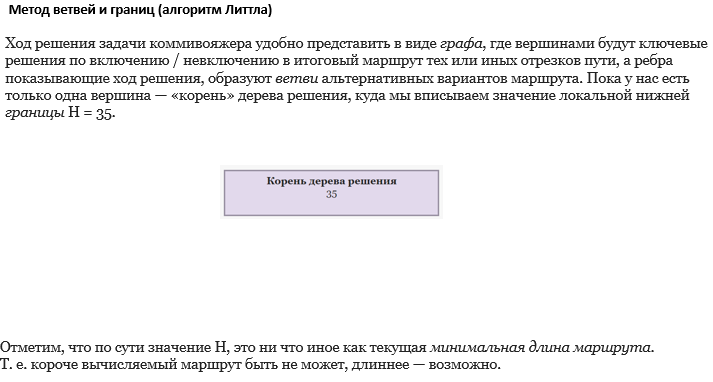 Метод ветвей и границ (алгоритм Литтла)
Ход решения задачи коммивояжера удобно представить в виде графа, где вершинами будут ключевые
решения по включению / невключению в итоговый маршрут тех или иных отрезков пути, а ребра
показывающие ход решения, образуют ветви альтернативных вариантов маршрута. Пока у нас есть
только одна вершина — «корень» дерева решения, куда мы вписываем значение локальной нижней
границы H = 35.
Корень дерева решения
35
Отметим, что по сути значение H, это ни что иное как текущая минимальная длина маршрута.
Т. е. короче вычисляемый маршрут быть не может, длиннее — возможно.